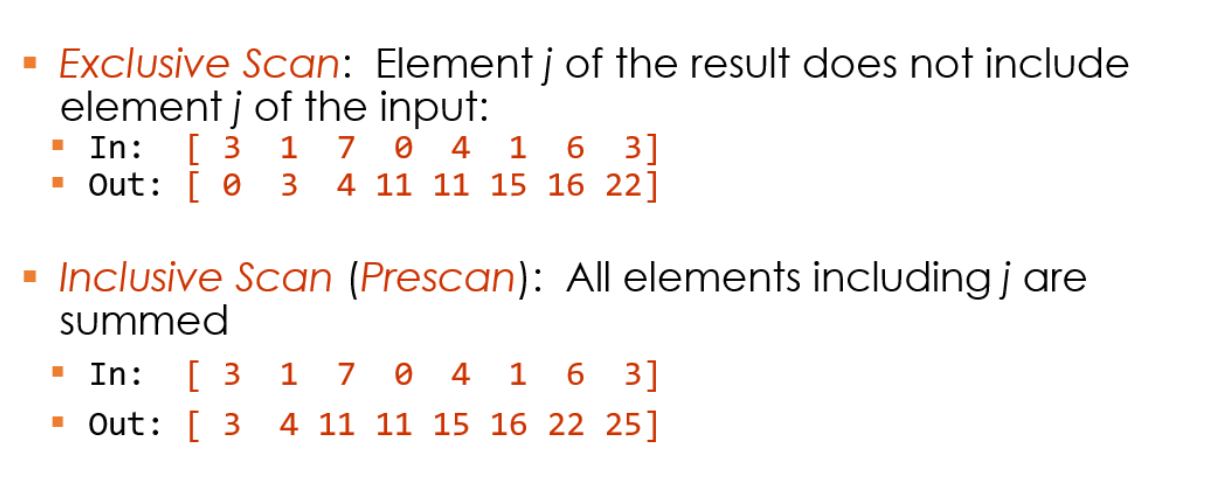 ▪ Exclusive Scan: Element j of the result does not include
element j of the input:
▪ In: [ 3 1 7 0 4 1 6 3]
▪ Out: [ 0 3 4 11 11 15 16 22]
▪ Inclusive Scan (Prescan): All elements including j are
summed
▪ In: [ 3 1 7 0 4 1 6 3]
▪ Out: [ 3 4 11 11 15 16 22 25]